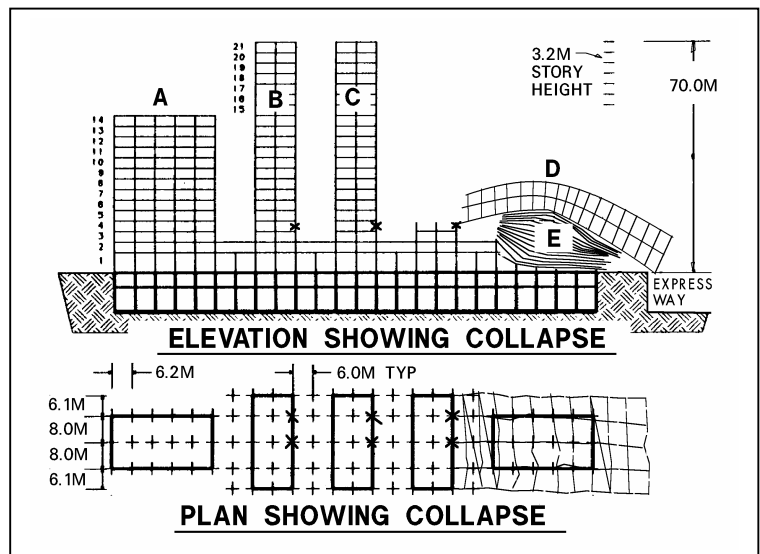 21
20
19
18
17
16
15
3.2M
STORY
HEIGHT
70.0M
A
B
C
14
13
12
11
10
9
8
7
6
5
4
3
2
1
D
E
EXPRESS
WAY
ELEVATION SHOWING COLLAPSE
6.2M
6.0M TYP
6.1M
8.0M
8.0M
6.1M
PLAN SHOWING COLLAPSE